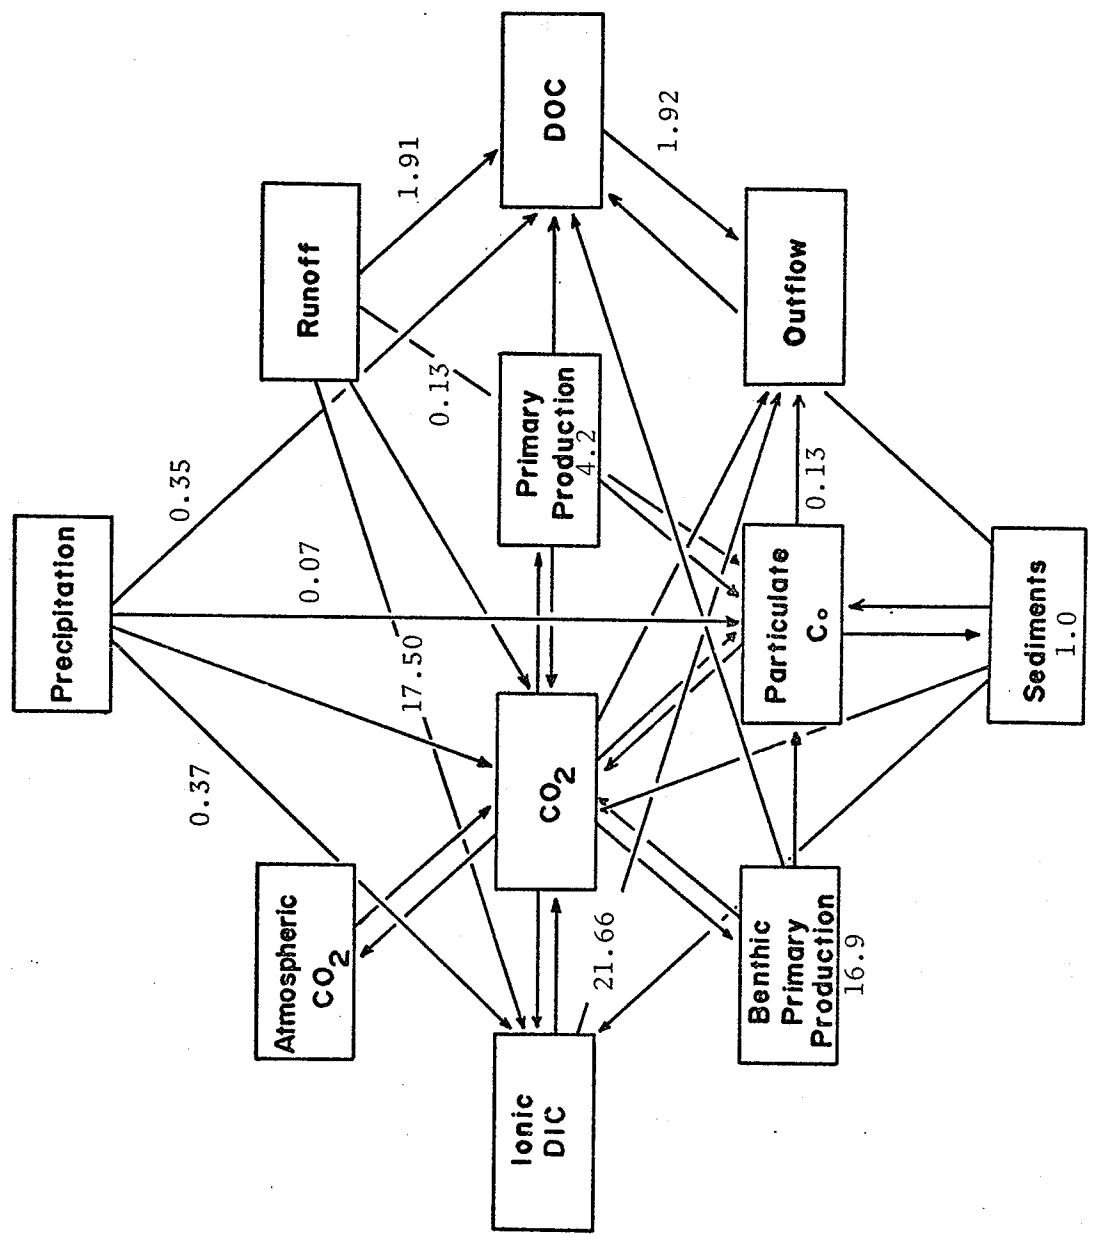 Precipitation
0.37
0.07
0.35
Atmospheric
CO2
Runoff
17.50
0.13
1.91
Ionic
DIC
CO2
Primary
Production
4.2
DOC
21.66
1.92
Benthic
Primary
Production
16.9
Particulate
Co
0.13
Outflow
Sediments
1.0